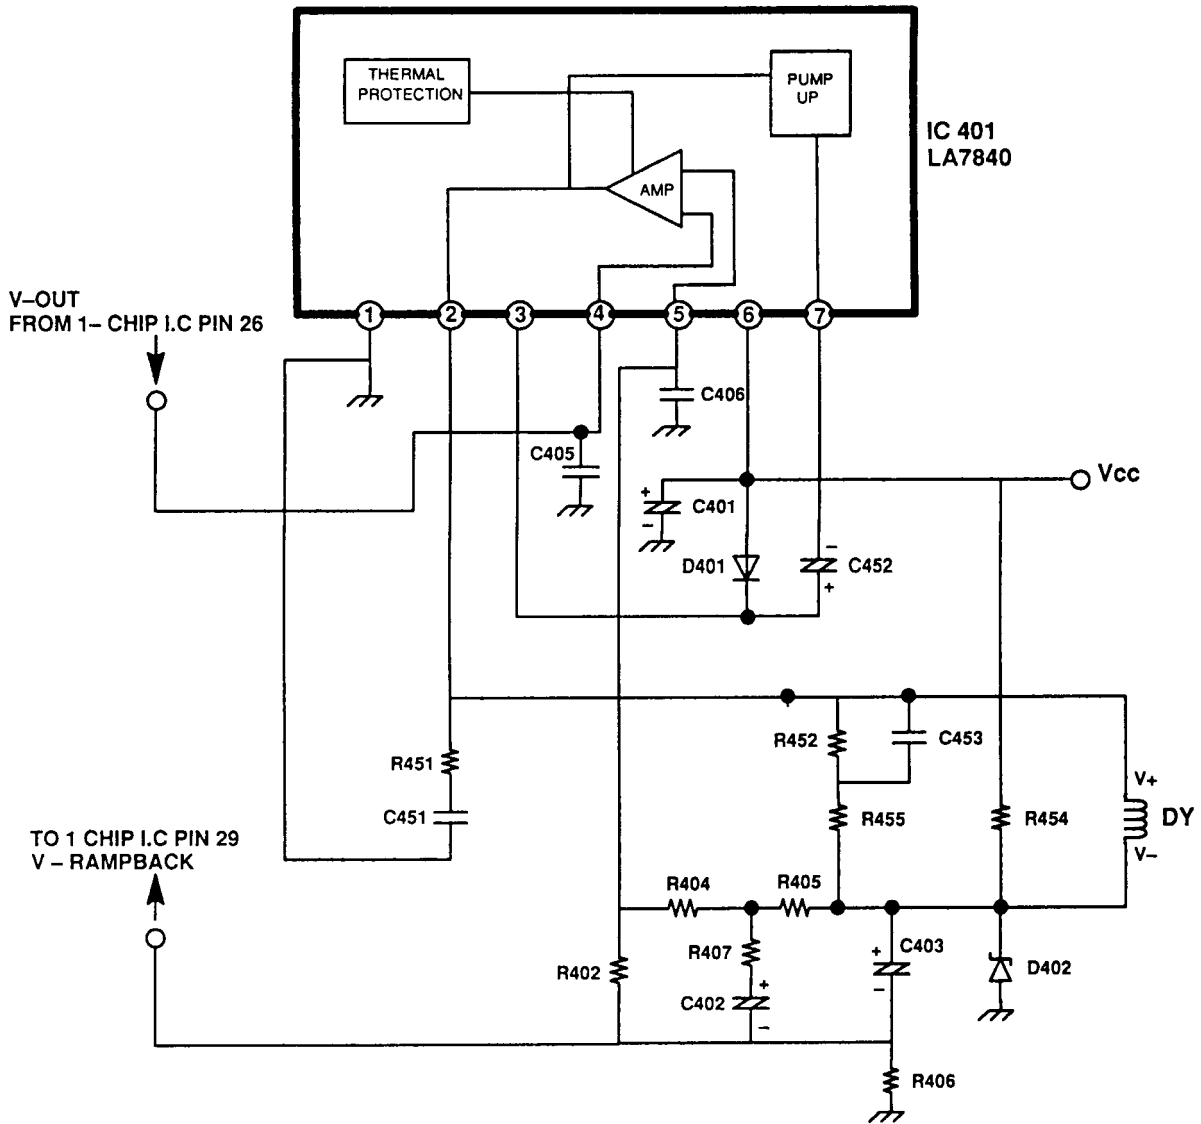 THERMAL
PROTECTION
PUMP
UP
IC 401
LA7840
AMP
V–OUT
FROM 1– CHIP I.C PIN 26
1
2
3
4
5
6
7
C406
C405
+
C401
–
Vcc
D401
–
C452
+
R452
C453
R451
C451
R455
R454
V+
DY
V–
TO 1 CHIP I.C PIN 29
V – RAMPBACK
R404
R405
R407
+
C403
–
D402
R402
+
C402
–
R406